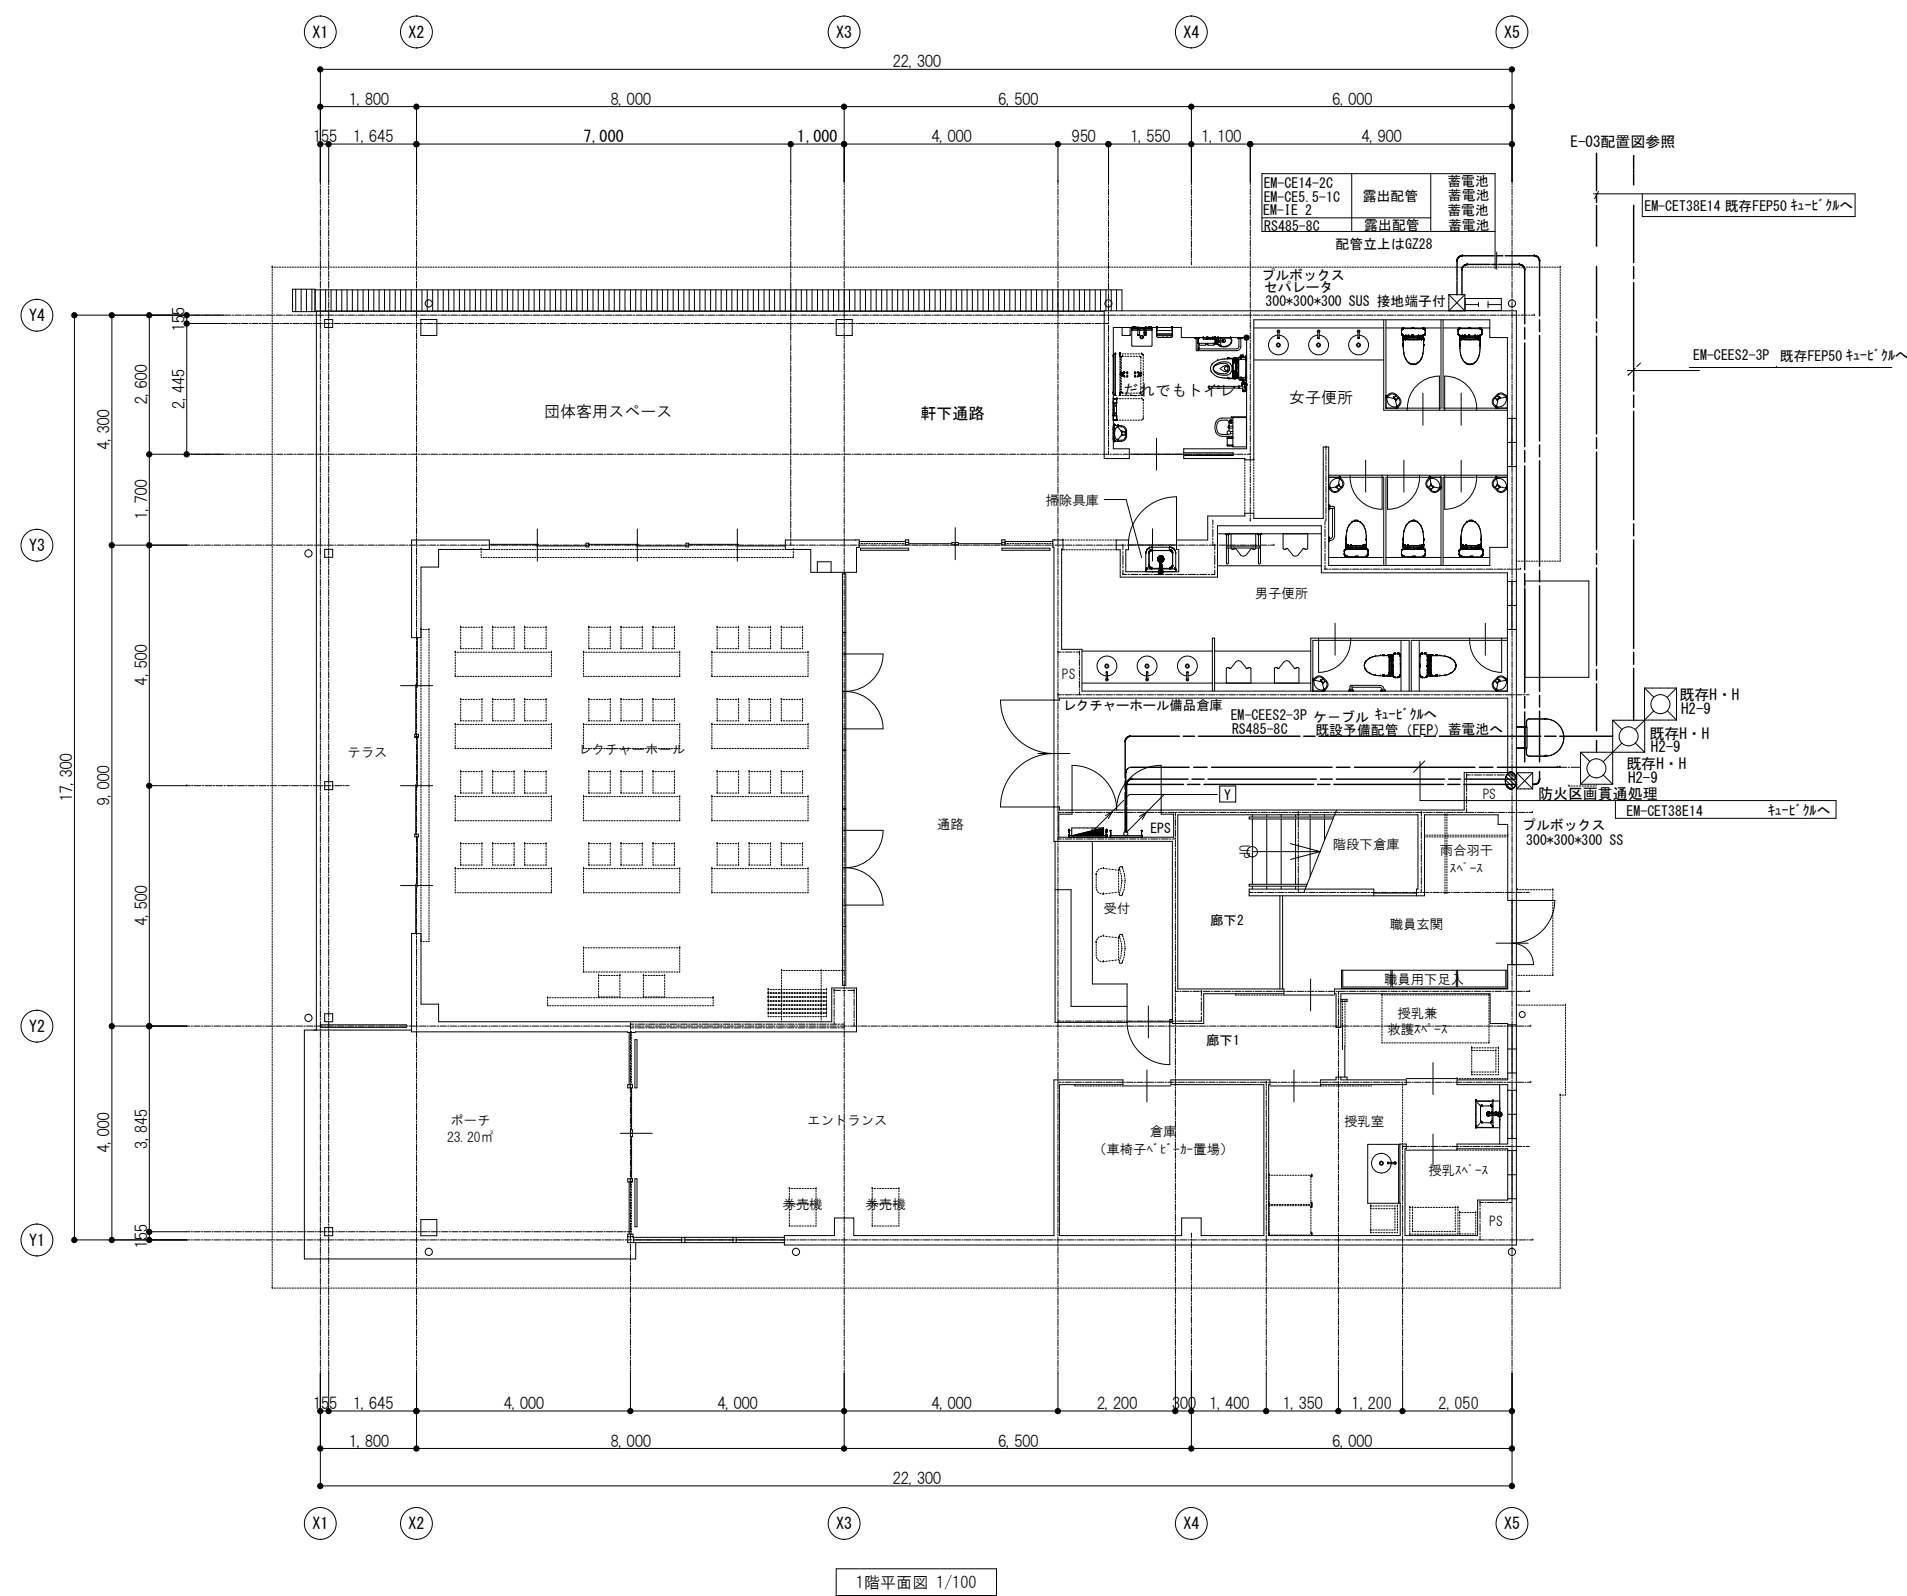 X1 X2 X3 X4 X5
22,300
1,800 8,000 6,500 6,000
155 1,645 7,000 1,000 4,000 950 1,550 1,100 4,900
E-03配置図参照
EM-CE14-2C 露出配管 蓄電池
EM-CE5.5-1C 蓄電池
EM-IE 2 蓄電池
RS485-8C 露出配管 蓄電池
配管立上はGZ28
EM-CET38E14 既存FEP50 ｷｭｰﾋﾞｸﾙへ
プルボックス
セパレータ
300*300*300 SUS 接地端子付
EM-CEES2-3P 既存FEP50 ｷｭｰﾋﾞｸﾙへ
Y4
155
2,600
2,445
4,300
1,700
団体客用スペース
軒下通路
だれでもトイレ
女子便所
掃除具庫
Y3
男子便所
4,500
PS
17,300
9,000
テラス
レクチャーホール
レクチャーホール備品倉庫
EM-CEES2-3P ケーブル ｷｭｰﾋﾞｸﾙへ
RS485-8C 既設予備配管 (FEP) 蓄電池へ
既存H・H
H2-9
既存H・H
H2-9
既存H・H
H2-9
Y
PS
防火区画貫通処理
EM-CET38E14 ｷｭｰﾋﾞｸﾙへ
通路
EPS
プルボックス
300*300*300 SS
UP
階段下倉庫
雨合羽干
ｽﾍﾟｰｽ
4,500
受付
廊下2
職員玄関
職員用下足入
Y2
授乳兼
救護ｽﾍﾟｰｽ
廊下1
4,000
3,845
ポーチ
23.20㎡
エントランス
倉庫
(車椅子ﾍﾞﾋﾞｰｶｰ置場)
授乳室
授乳ｽﾍﾟｰｽ
券売機
券売機
PS
155
Y1
155 1,645 4,000 4,000 4,000 2,200 300 1,400 1,350 1,200 2,050
1,800 8,000 6,500 6,000
22,300
X1 X2 X3 X4 X5
1階平面図 1/100